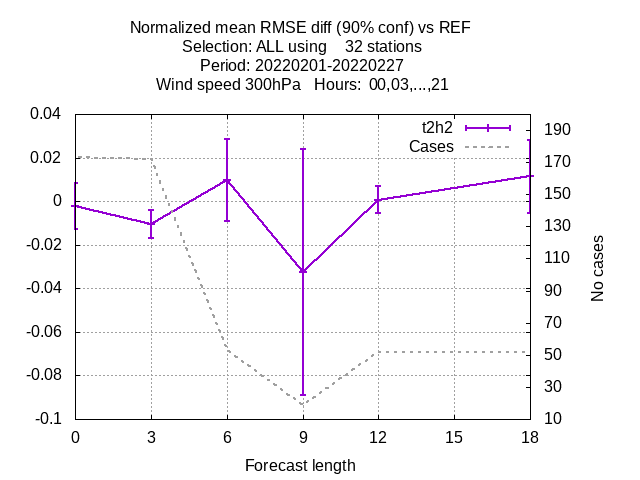 Normalized mean RMSE diff (90% conf) vs REF
Selection: ALL using    32 stations
Period: 20220201-20220227
Wind speed 300hPa   Hours:  00,03,...,21
t2h2
Cases
0.04
0.02
0
-0.02
-0.04
-0.06
-0.08
-0.1
190
170
150
130
110
90
70
50
30
10
No cases
0 3 6 9 12 15 18
Forecast length